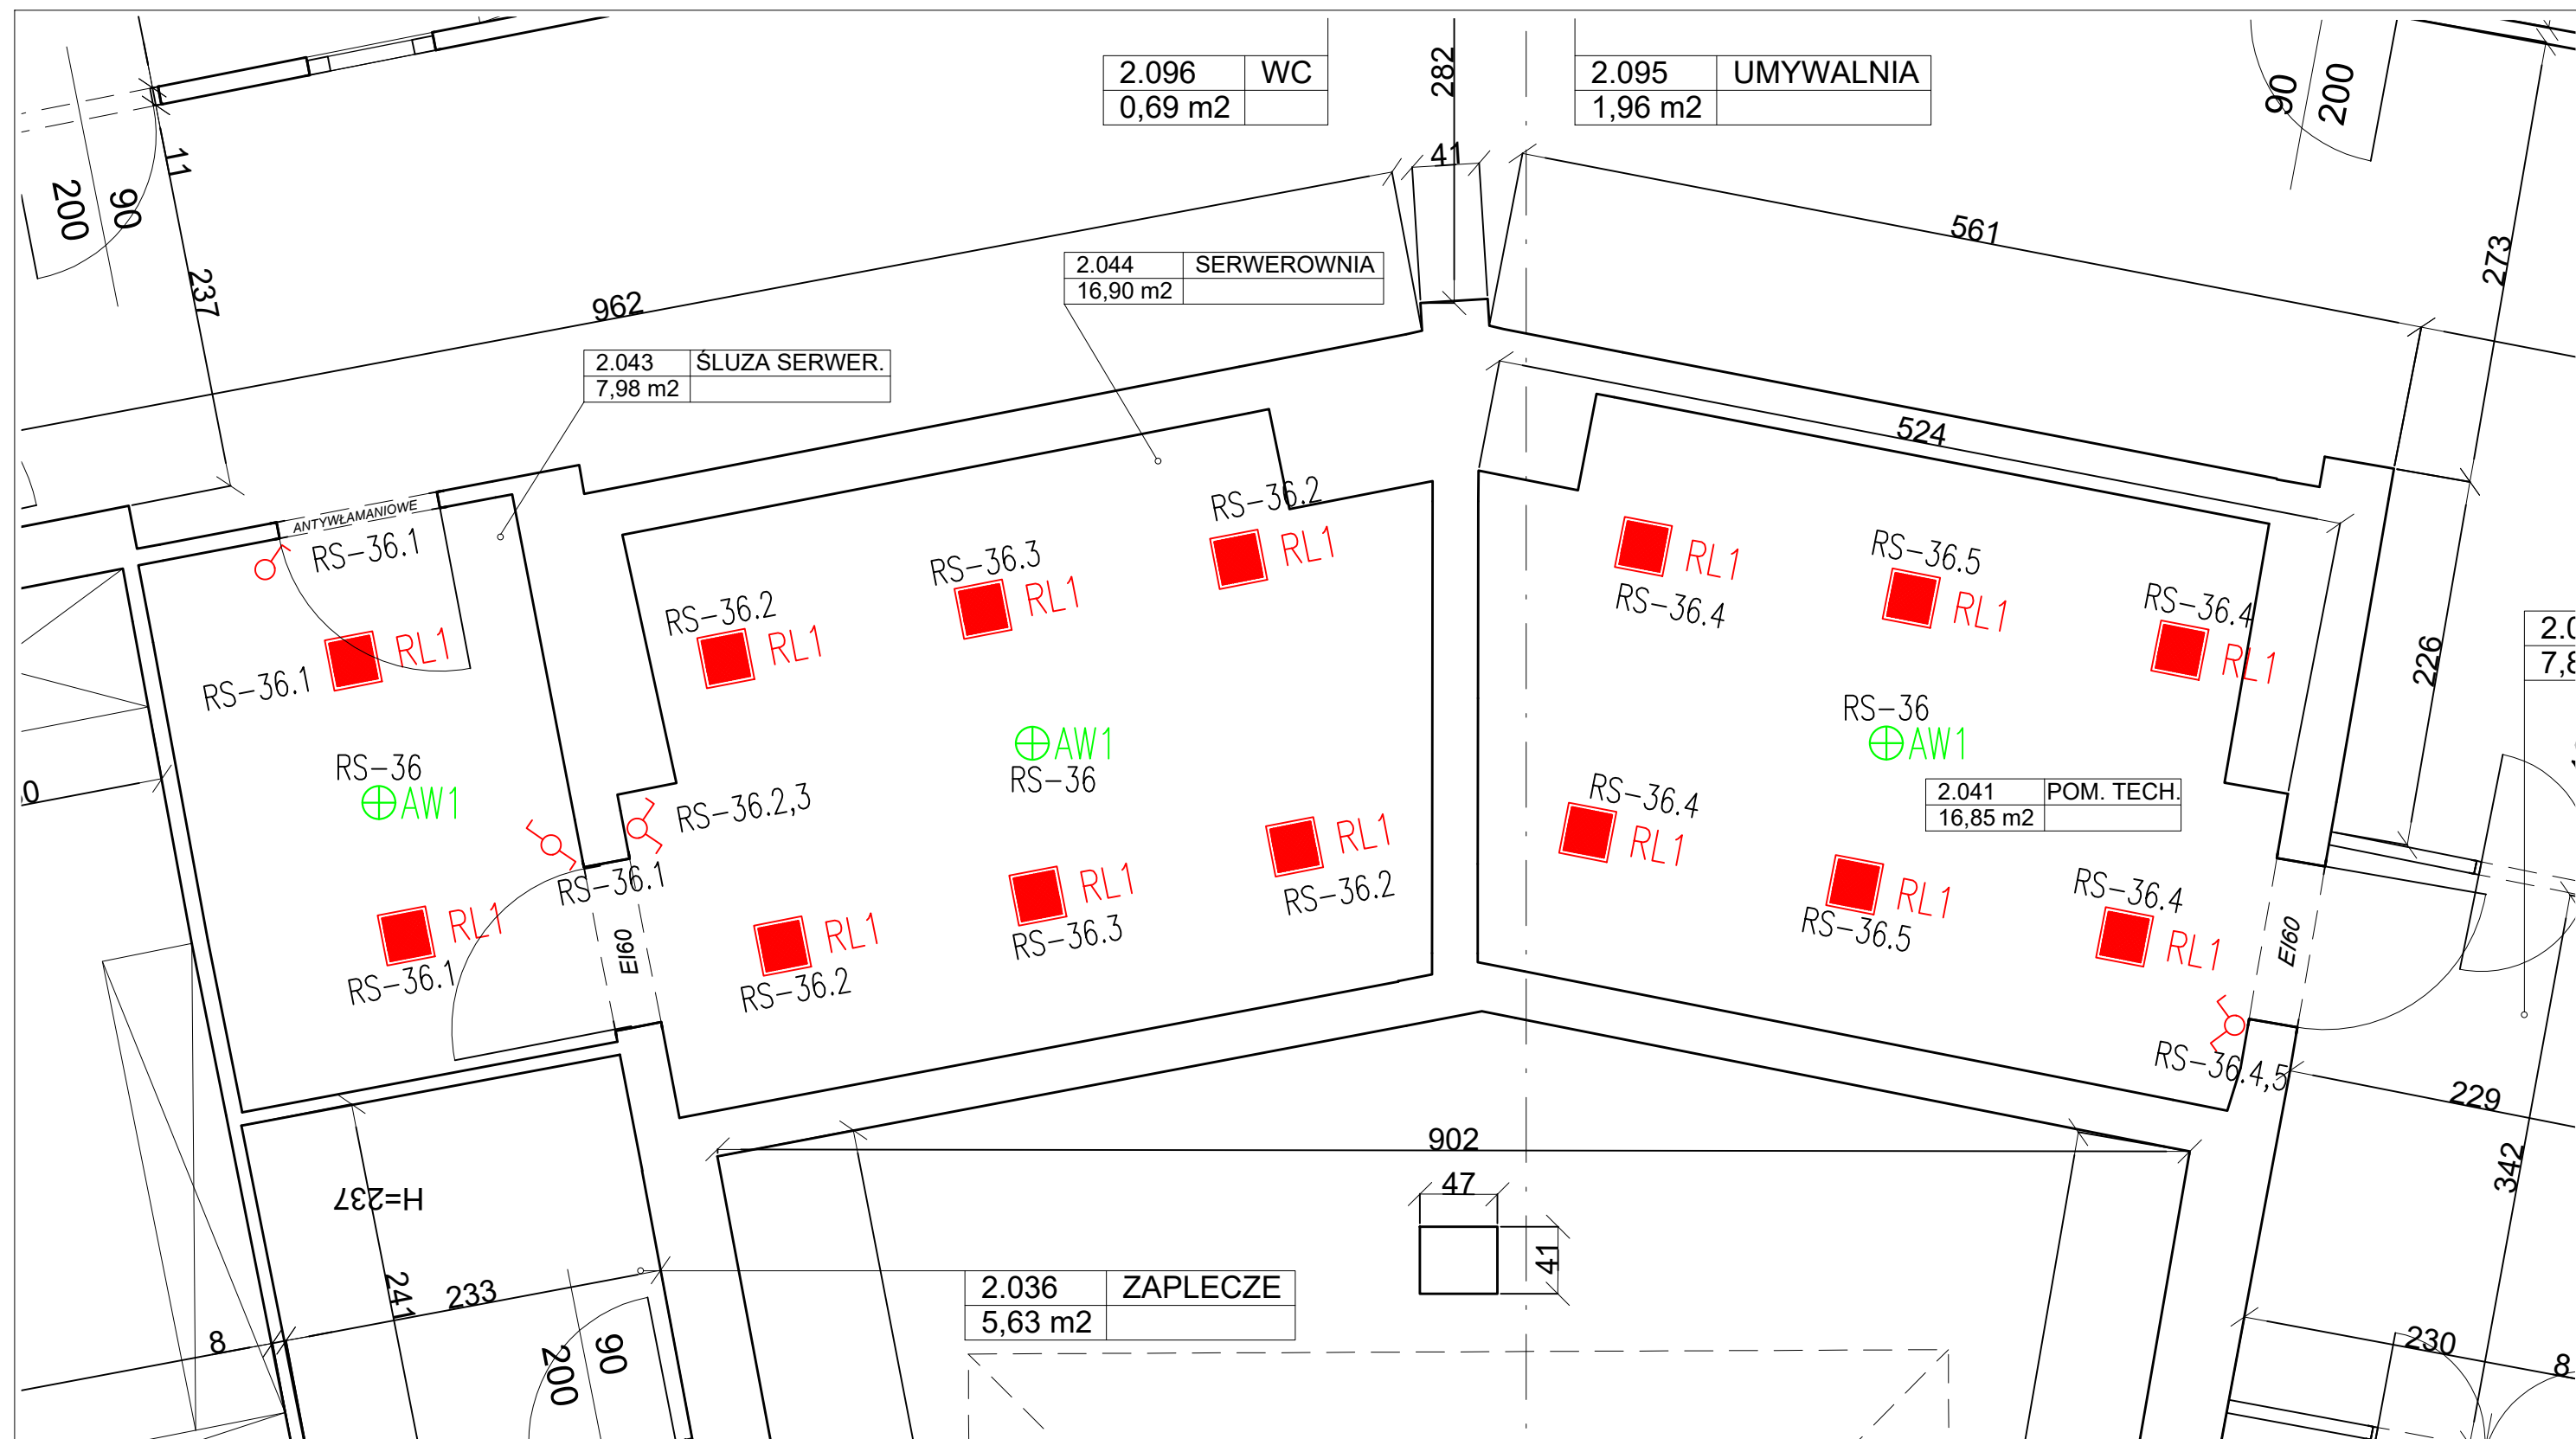 2.096 WC
0,69 m2
282
2.095 UMYWALNIA
1,96 m2
90
200
11
200
90
41
561
273
237
962
2.044 SERWEROWNIA
16,90 m2
2.043 ŚLUZA SERWER.
7,98 m2
524
ANTYWŁAMANIOWE
RS-36.1
RS-36.2
RL1
RS-36.3
RL1
RS-36.2
RL1
RL1
RS-36.4
RS-36.5
RL1
RS-36.4
RL1
226
RL1
RS-36.1
RS-36
AW1
AW1
RS-36
RS-36
AW1
2.041 POM. TECH.
16,85 m2
RS-36.2,3
RS-36.1
RL1
RS-36.2
RS-36.4
RL1
RL1
RS-36.1
EI60
RL1
RS-36.2
RL1
RS-36.3
RL1
RS-36.5
RS-36.4
RL1
EI60
RS-36.4,5
229
342
902
47
41
H=237
241
233
8
200
90
2.036 ZAPLECZE
5,63 m2
230
8